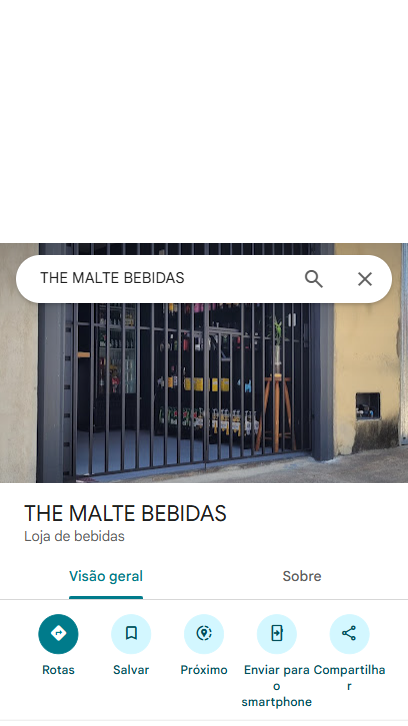 THE MALTE BEBIDAS
THE MALTE BEBIDAS
Loja de bebidas
Visão geral Sobre
Rotas Salvar Próximo Enviar para o smartphone Compartilhar